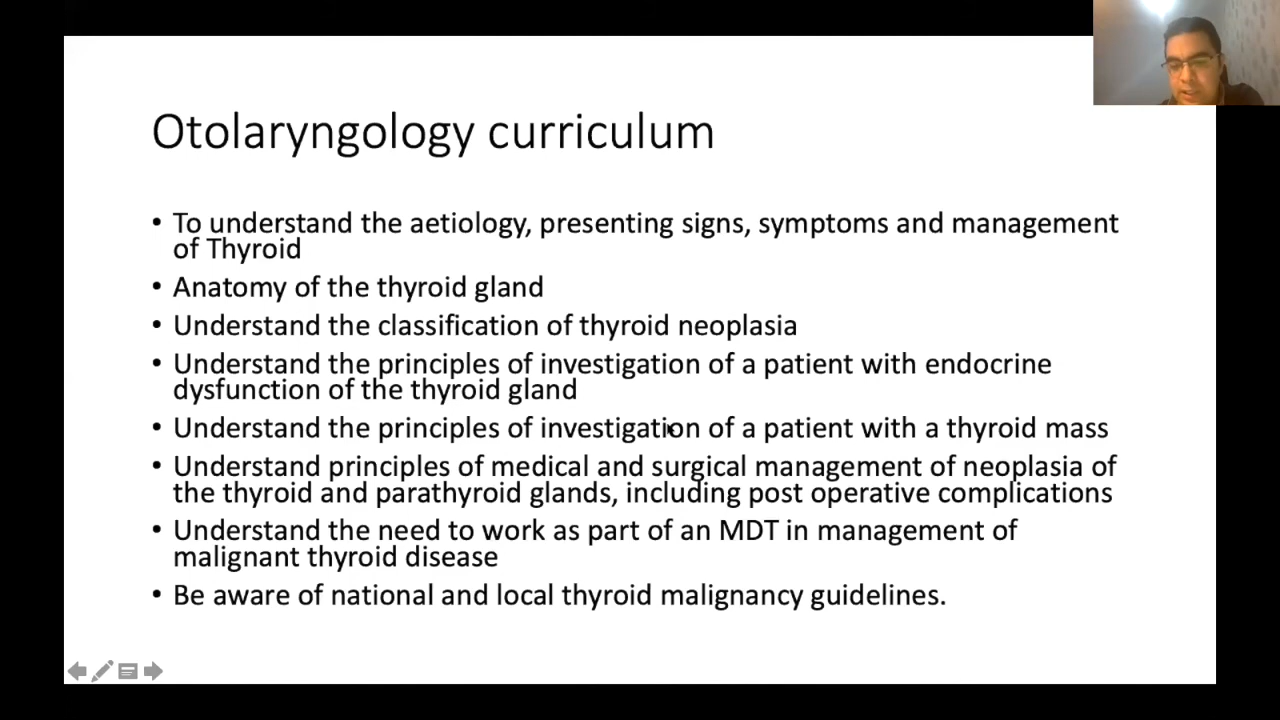 Otolaryngology curriculum
• To understand the aetiology, presenting signs, symptoms and management
of Thyroid
• Anatomy of the thyroid gland
• Understand the classification of thyroid neoplasia
• Understand the principles of investigation of a patient with endocrine
dysfunction of the thyroid gland
• Understand the principles of investigation of a patient with a thyroid mass
• Understand principles of medical and surgical management of neoplasia of
the thyroid and parathyroid glands, including post operative complications
• Understand the need to work as part of an MDT in management of
malignant thyroid disease
• Be aware of national and local thyroid malignancy guidelines.